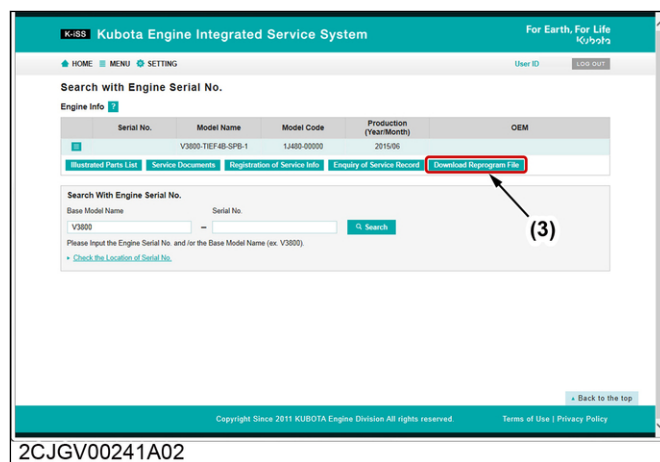 K-iSS Kubota Engine Integrated Service System
For Earth, For Life
Kubota
HOME MENU SETTING
User ID LOG OUT
Search with Engine Serial No.
Engine Info ?
Serial No. Model Name Model Code Production (Year/Month) OEM
V3800-TIEF4B-SPB-1 1J480-00000 2015/06
Illustrated Parts List Service Documents Registration of Service Info Enquiry of Service Record Download Reprogram File
(3)
Search With Engine Serial No.
Base Model Name Serial No.
V3800 – Search
Please Input the Engine Serial No. and /or the Base Model Name (ex. V3800).
Check the Location of Serial No.
Back to the top
Copyright Since 2011 KUBOTA Engine Division All rights reserved. Terms of Use | Privacy Policy
2CJGV00241A02